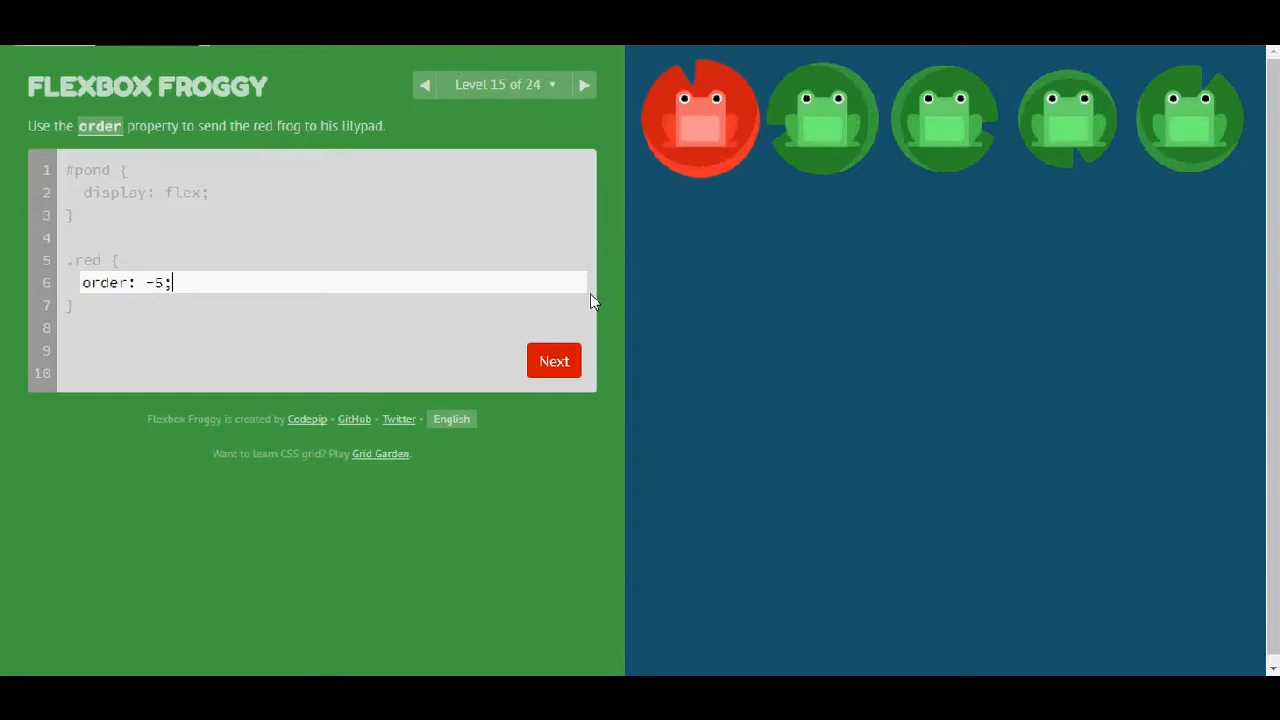 FLEXBOX FROGGY
◀ Level 15 of 24 ▼ ▶
Use the order property to send the red frog to his lilypad.
1 #pond {
2 display: flex;
3 }
4
5 .red {
6 order: -5;
7 }
8
9
10
Next
Flexbox Froggy is created by Codepip • GitHub • Twitter • English
Want to learn CSS grid? Play Grid Garden.